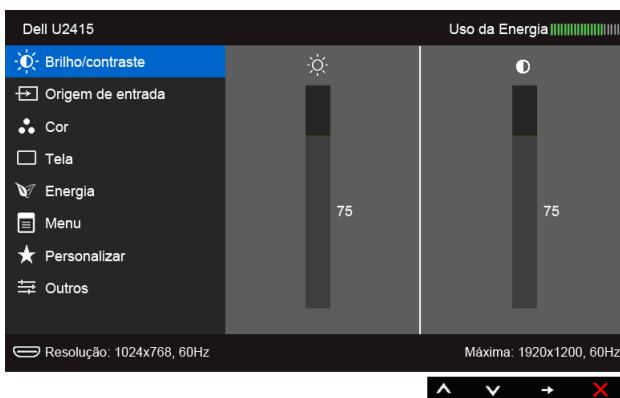 Dell U2415
Uso da Energia
Brilho/contraste
Origem de entrada
Cor
Tela
Energia
Menu
Personalizar
Outros
75
75
Resolução: 1024x768, 60Hz
Máxima: 1920x1200, 60Hz